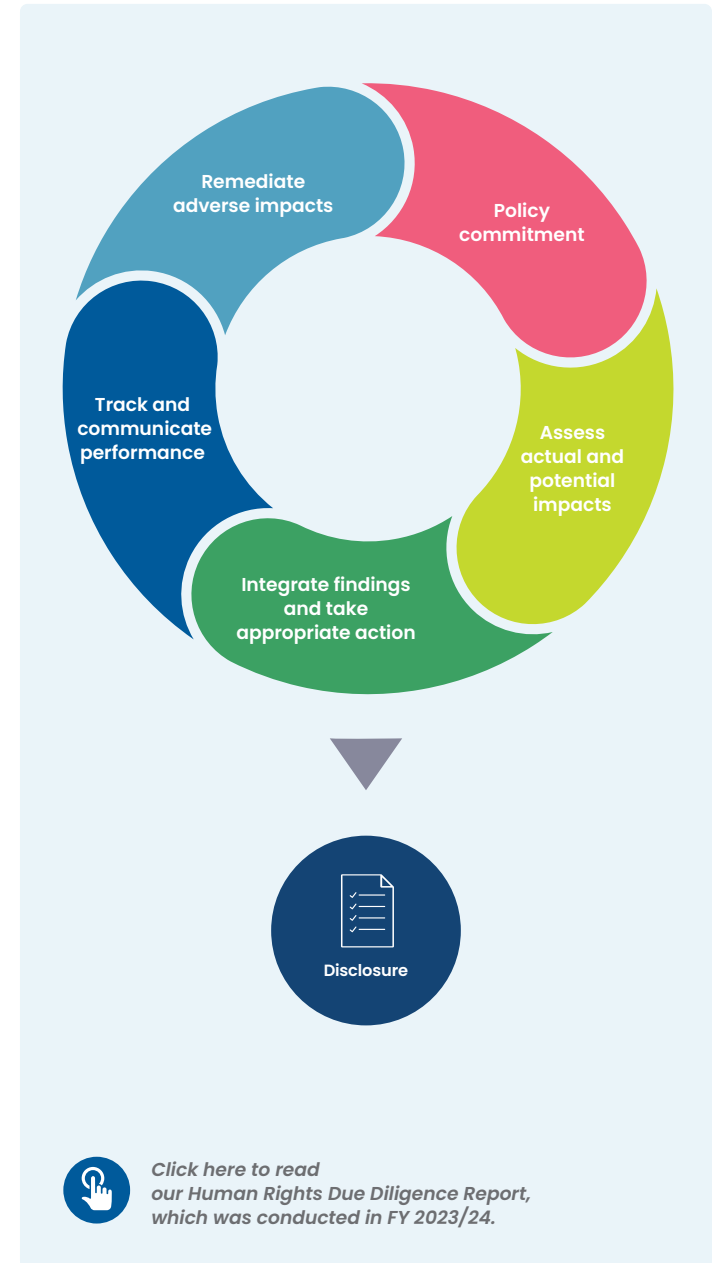 Remediate
adverse impacts
Policy
commitment
Track and
communicate
performance
Assess
actual and
potential
impacts
Integrate findings
and take
appropriate action
Disclosure
Click here to read
our Human Rights Due Diligence Report,
which was conducted in FY 2023/24.